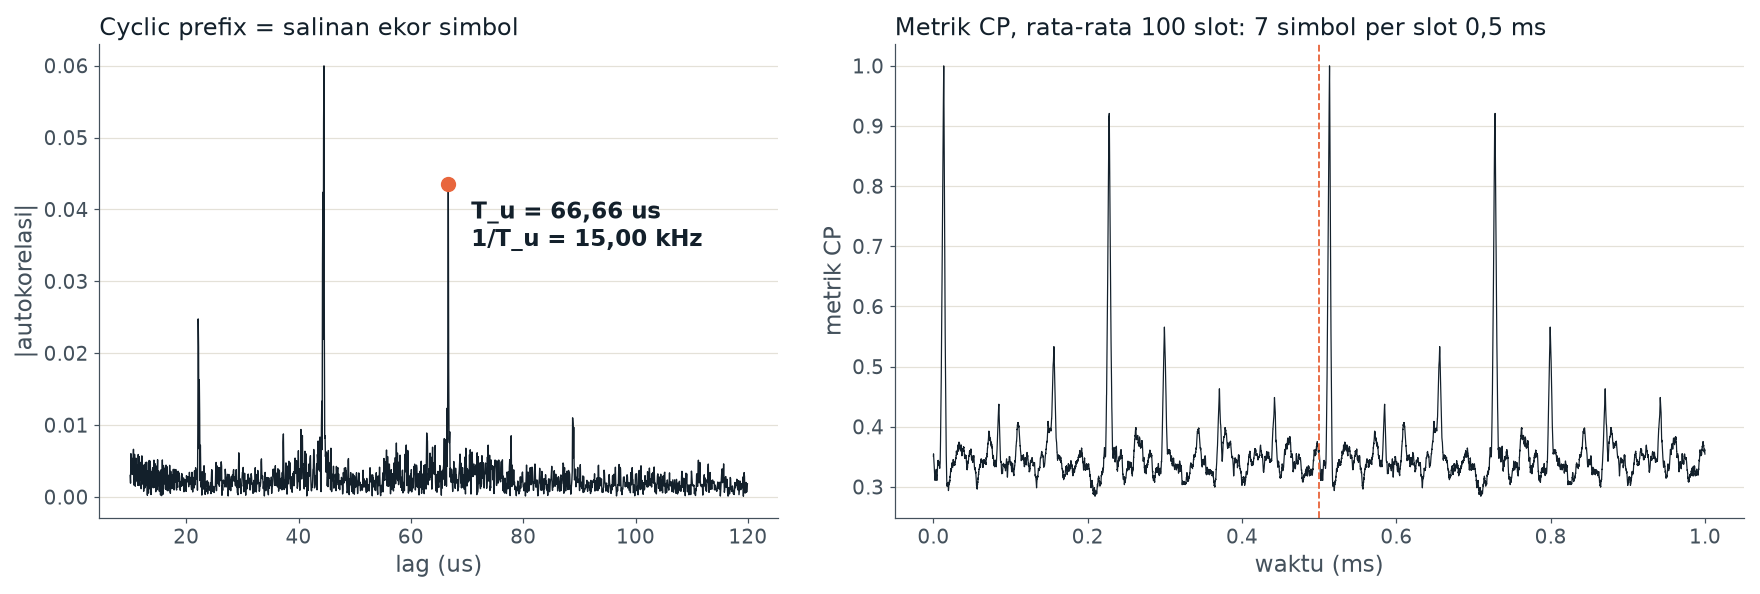 Cyclic prefix = salinan ekor simbol
|autokorelasi|
0.06
0.05
0.04
0.03
0.02
0.01
0.00
T_u = 66,66 us
1/T_u = 15,00 kHz
20 40 60 80 100 120
lag (us)
Metrik CP, rata-rata 100 slot: 7 simbol per slot 0,5 ms
metrik CP
1.0
0.9
0.8
0.7
0.6
0.5
0.4
0.3
0.0 0.2 0.4 0.6 0.8 1.0
waktu (ms)